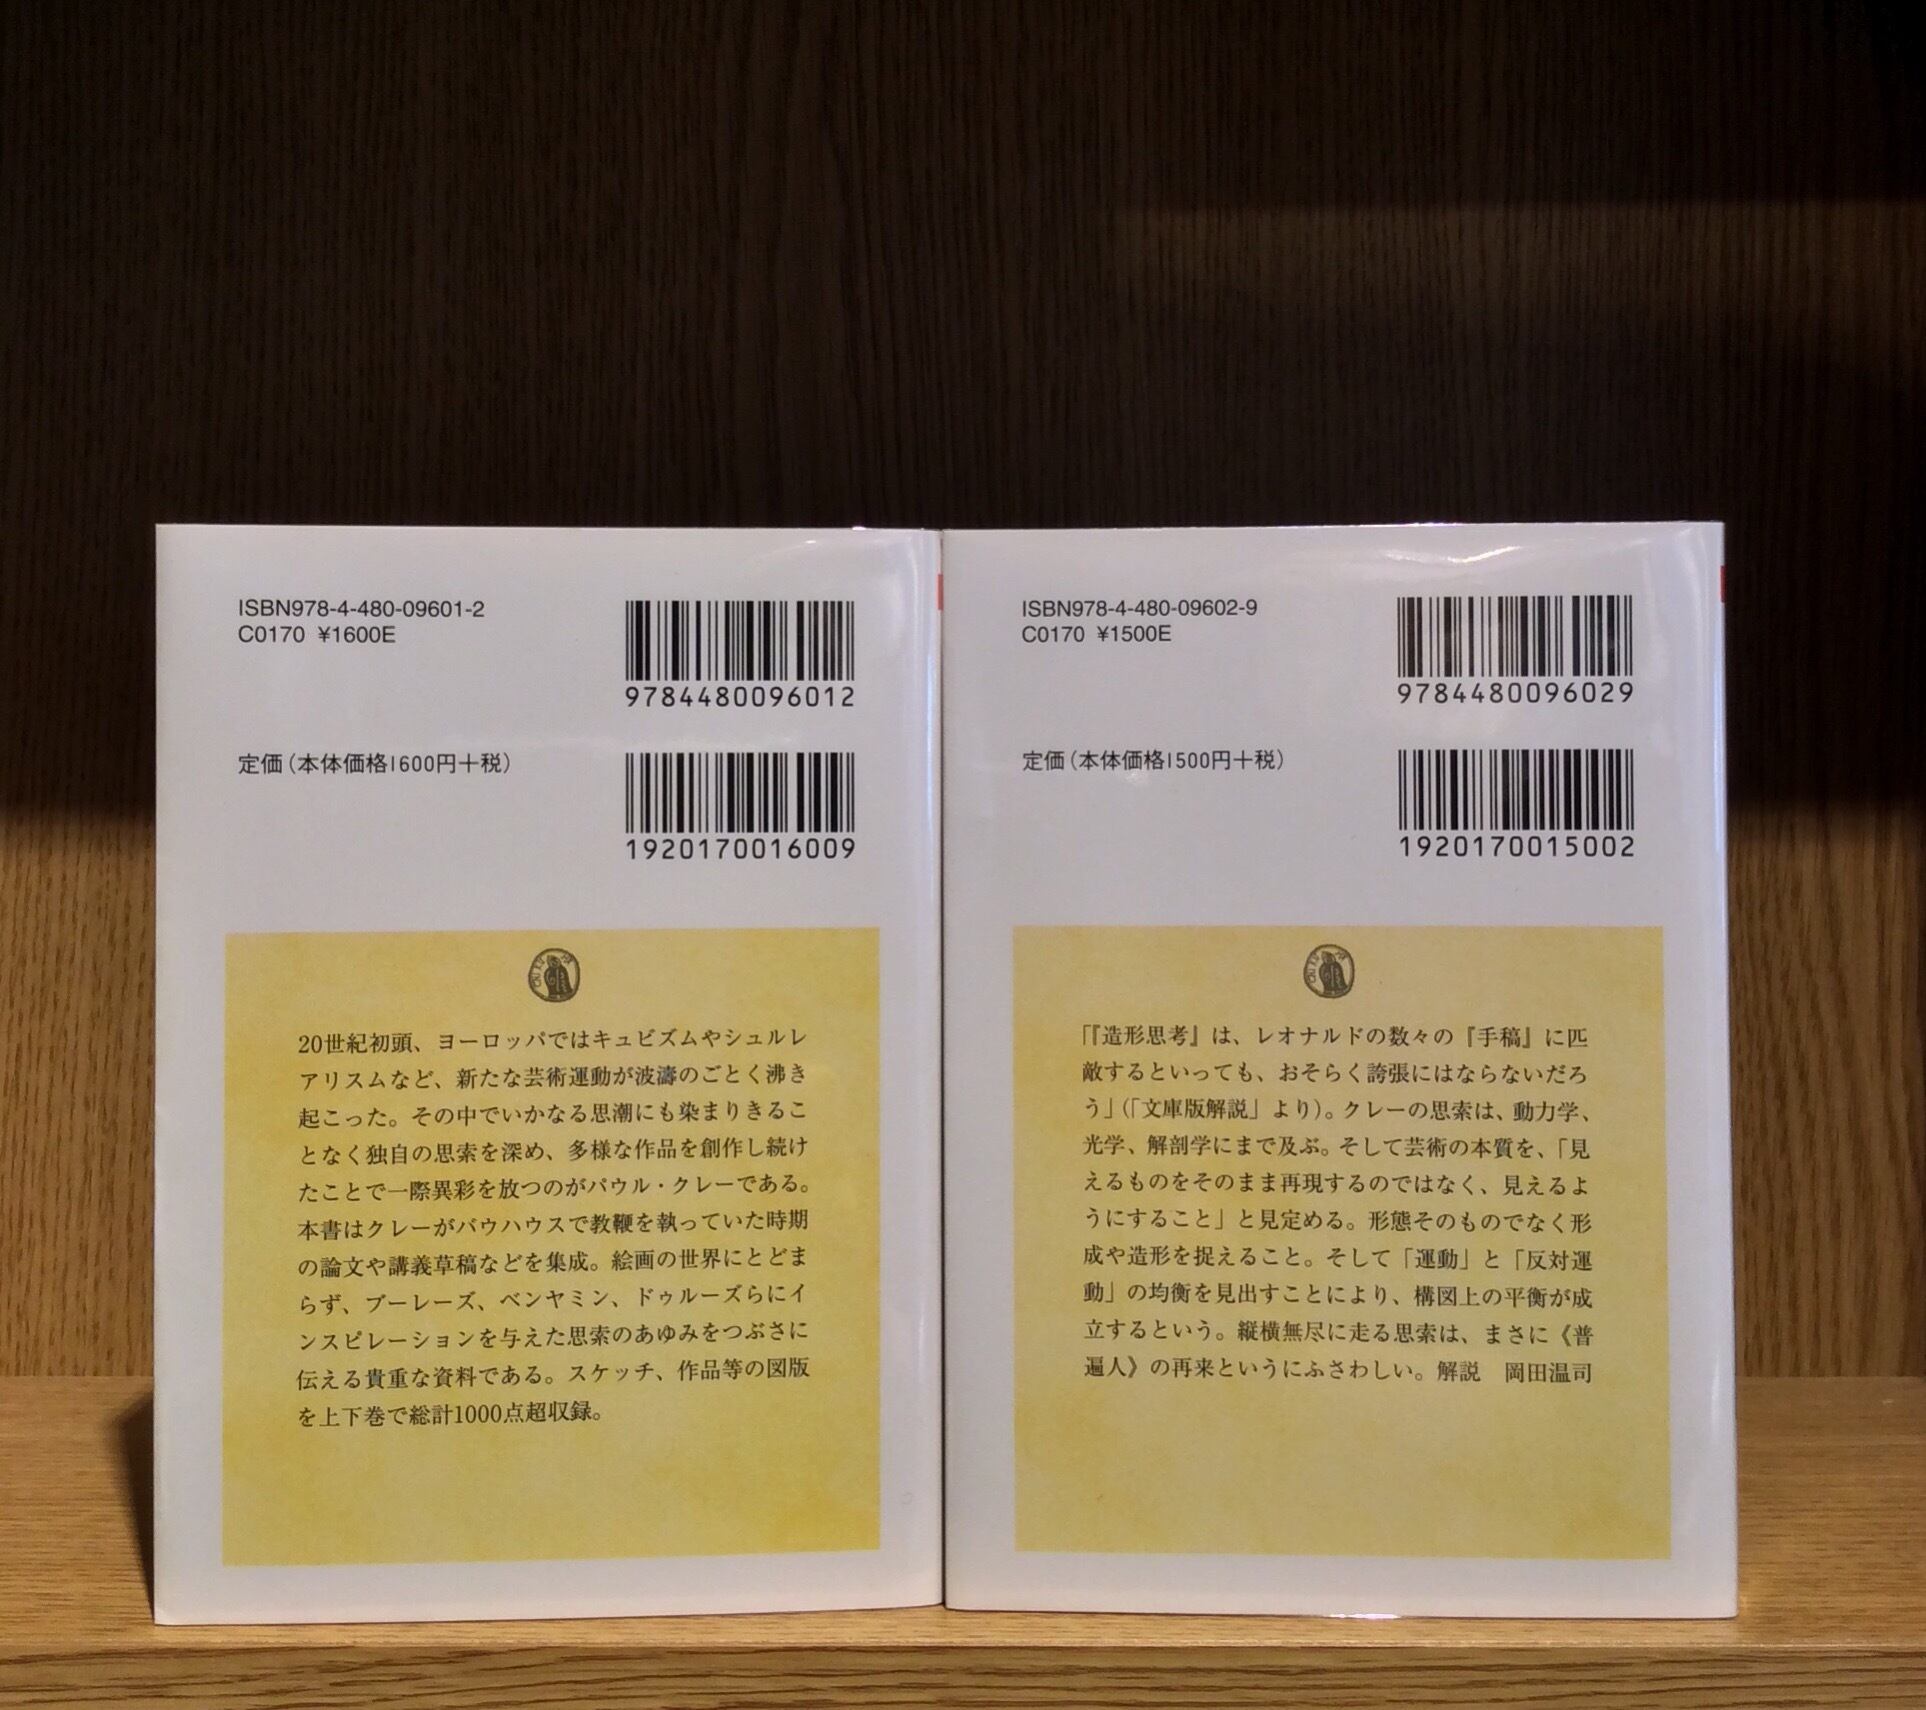 ISBN978-4-480-09601-2
C0170 ¥1600E
9784480096012
定価（本体価格1600円＋税）
1920170016009
20世紀初頭、ヨーロッパではキュビズムやシュルレ
アリスムなど、新たな芸術運動が波濤のごとく沸き
起こった。その中でいかなる思潮にも染まりきるこ
となく独自の思索を深め、多様な作品を創作し続け
たことで一際異彩を放つのがパウル・クレーである。
本書はクレーがバウハウスで教鞭を執っていた時期
の論文や講義草稿などを集成。絵画の世界にとどま
らず、ブーレーズ、ベンヤミン、ドゥルーズらにイ
ンスピレーションを与えた思索のあゆみをつぶさに
伝える貴重な資料である。スケッチ、作品等の図版
を上下巻で総計1000点超収録。
ISBN978-4-480-09602-9
C0170 ¥1500E
9784480096029
定価（本体価格1500円＋税）
1920170015002
「『造形思考』は、レオナルドの数々の『手稿』に匹
敵するといっても、おそらく誇張にはならないだろ
う」（「文庫版解説」より）。クレーの思索は、動力学、
光学、解剖学にまで及ぶ。そして芸術の本質を、「見
えるものをそのまま再現するのではなく、見えるよ
うにすること」と見定める。形態そのものでなく形
成や造形を捉えること。そして「運動」と「反対運
動」の均衡を見出すことにより、構図上の平衡が成
立するという。縦横無尽に走る思索は、まさに《普
遍人》の再来というにふさわしい。解説　岡田温司